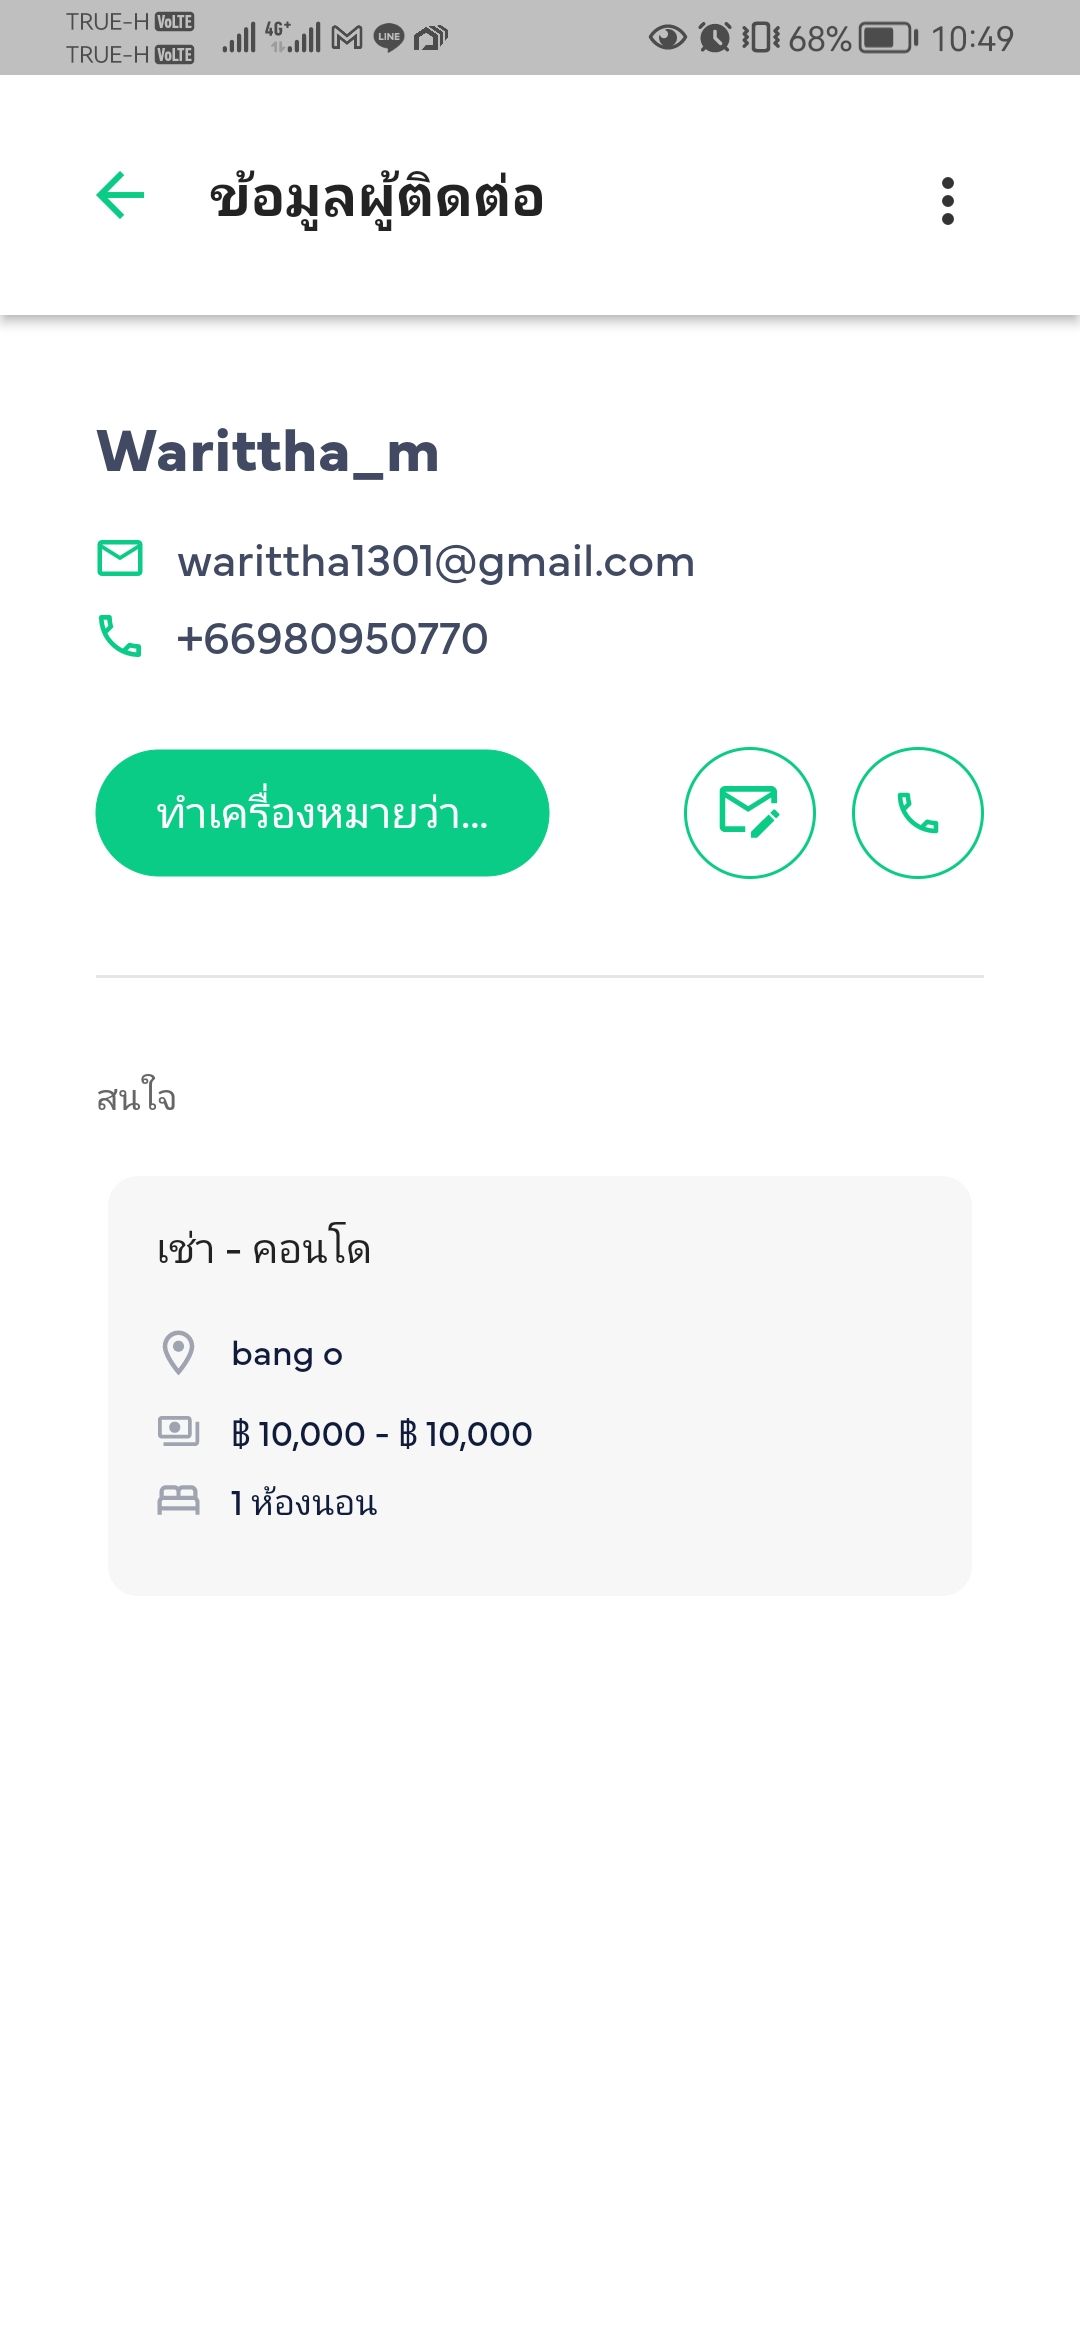 TRUE-H VoLTE
TRUE-H VoLTE
4G+
LINE
68%
10:49
ข้อมูลผู้ติดต่อ
Warittha_m
warittha1301@gmail.com
+66980950770
ทำเครื่องหมายว่า...
สนใจ
เช่า - คอนโด
bang o
฿ 10,000 - ฿ 10,000
1 ห้องนอน